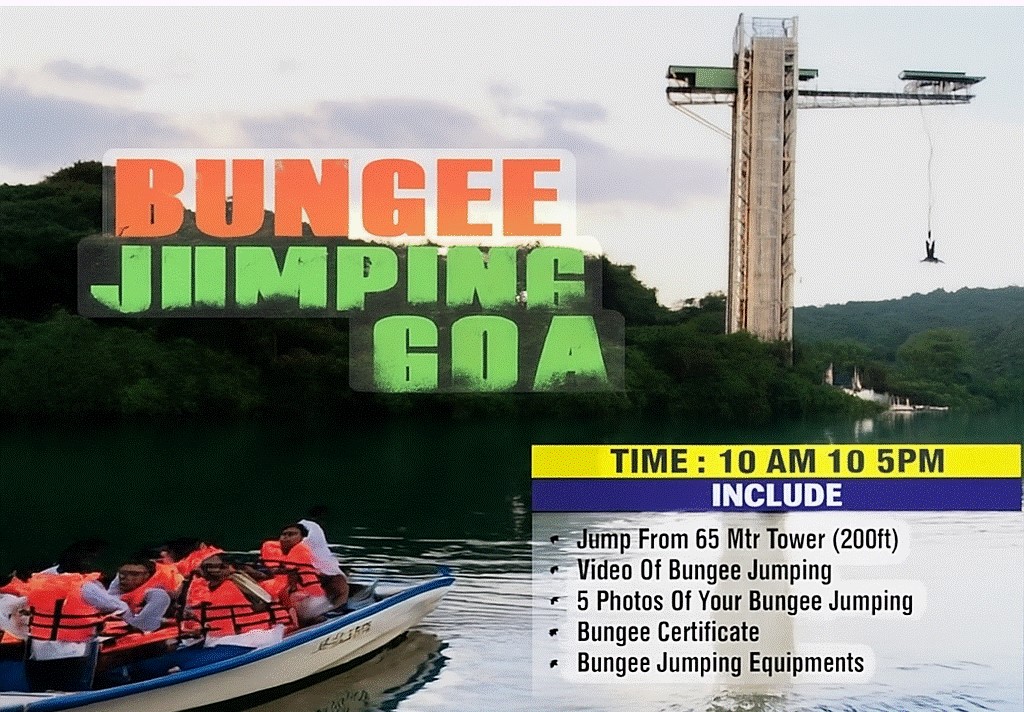 BUNGEE
JUMPING
GOA
TIME : 10 AM 10 5PM
INCLUDE
Jump From 65 Mtr Tower (200ft)
Video Of Bungee Jumping
5 Photos Of Your Bungee Jumping
Bungee Certificate
Bungee Jumping Equipments